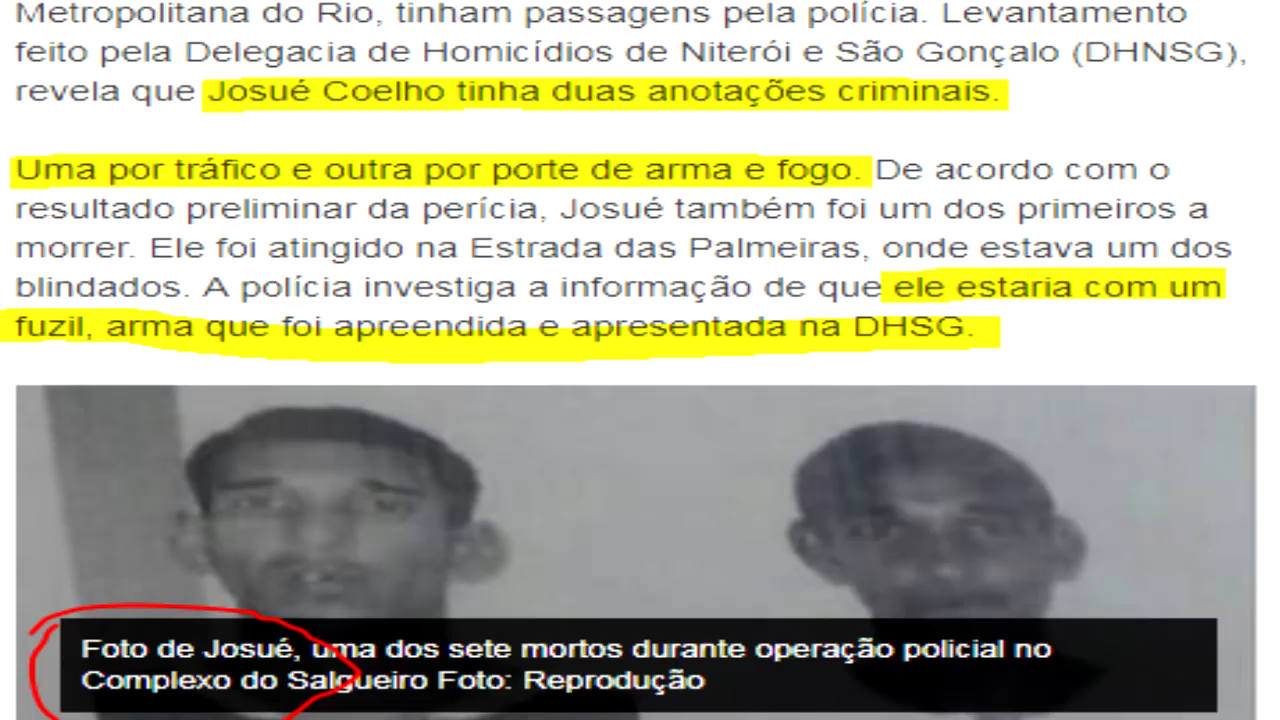 Metropolitana do Rio, tinham passagens pela polícia. Levantamento
feito pela Delegacia de Homicídios de Niterói e São Gonçalo (DHNSG),
revela que Josué Coelho tinha duas anotações criminais.
Uma por tráfico e outra por porte de arma e fogo. De acordo com o
resultado preliminar da perícia, Josué também foi um dos primeiros a
morrer. Ele foi atingido na Estrada das Palmeiras, onde estava um dos
blindados. A polícia investiga a informação de que ele estaria com um
fuzil, arma que foi apreendida e apresentada na DHSG.
Foto de Josué, uma dos sete mortos durante operação policial no
Complexo do Salgueiro Foto: Reprodução